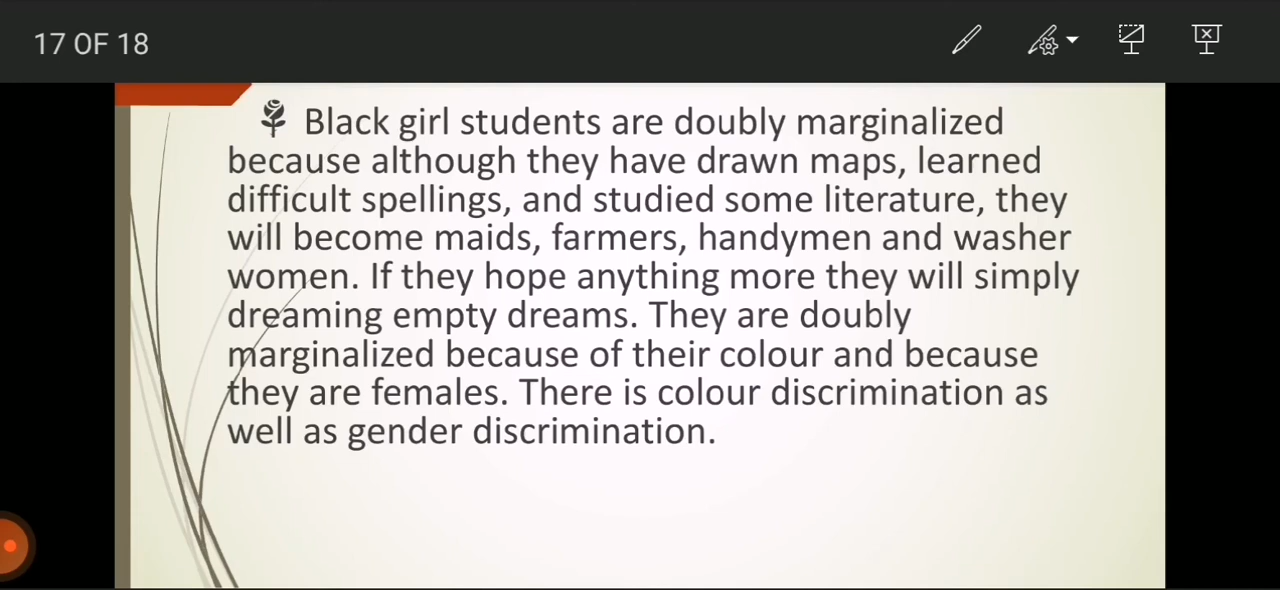 17 OF 18
Black girl students are doubly marginalized
because although they have drawn maps, learned
difficult spellings, and studied some literature, they
will become maids, farmers, handymen and washer
women. If they hope anything more they will simply
dreaming empty dreams. They are doubly
marginalized because of their colour and because
they are females. There is colour discrimination as
well as gender discrimination.